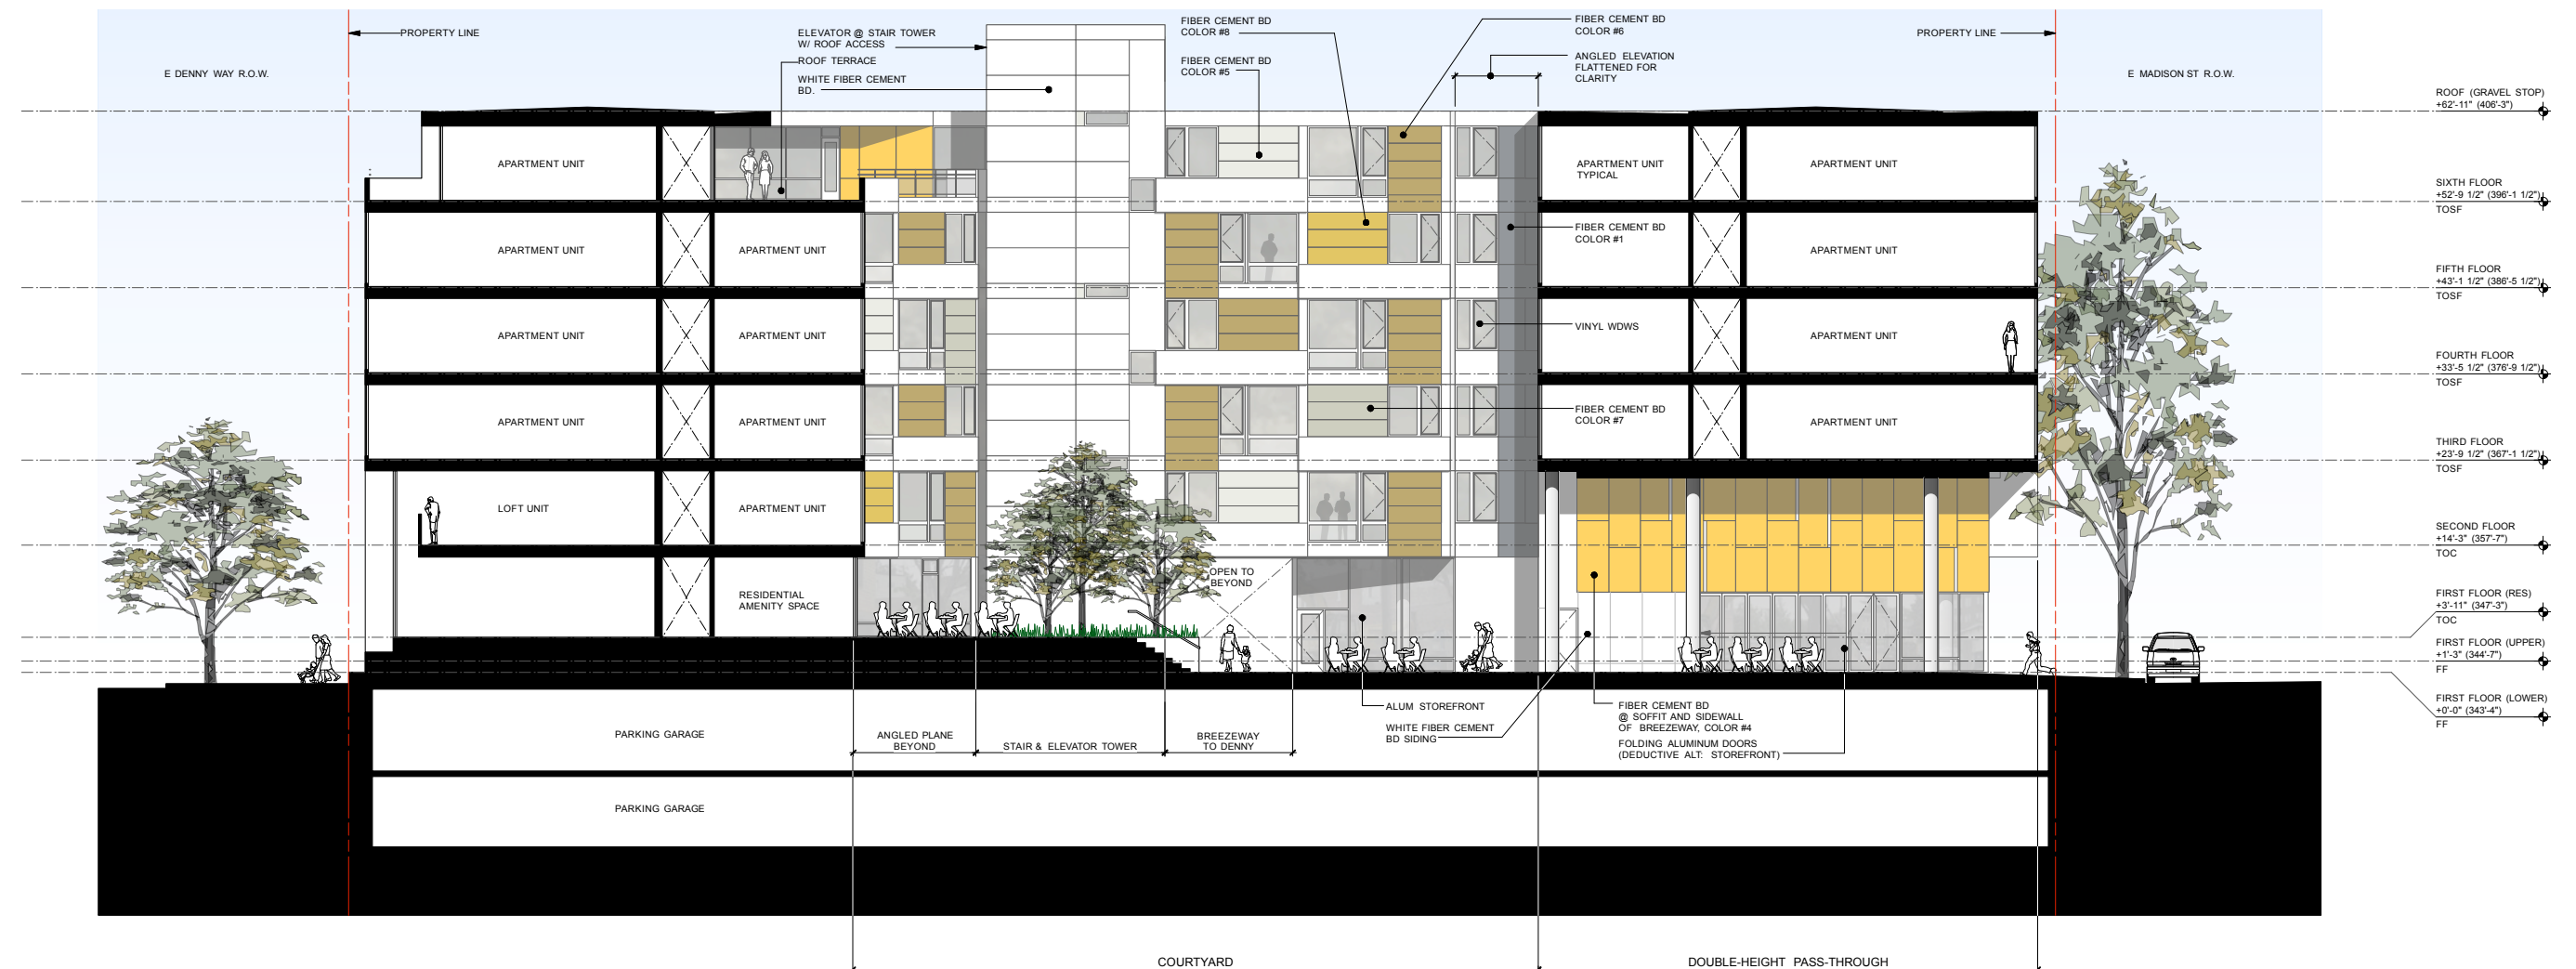 PROPERTY LINE
E DENNY WAY R.O.W.
ELEVATOR @ STAIR TOWER
W/ ROOF ACCESS
ROOF TERRACE
WHITE FIBER CEMENT
BD.
FIBER CEMENT BD
COLOR #8
FIBER CEMENT BD
COLOR #5
FIBER CEMENT BD
COLOR #6
ANGLED ELEVATION
FLATTENED FOR
CLARITY
PROPERTY LINE
E MADISON ST R.O.W.
ROOF (GRAVEL STOP)
+62'-11" (406'-3")
APARTMENT UNIT
APARTMENT UNIT
TYPICAL
APARTMENT UNIT
SIXTH FLOOR
+52'-9 1/2" (396'-1 1/2")
TOSF
APARTMENT UNIT
APARTMENT UNIT
FIBER CEMENT BD
COLOR #1
APARTMENT UNIT
FIFTH FLOOR
+43'-1 1/2" (386'-5 1/2")
TOSF
APARTMENT UNIT
APARTMENT UNIT
VINYL WDWS
APARTMENT UNIT
FOURTH FLOOR
+33'-5 1/2" (376'-9 1/2")
TOSF
APARTMENT UNIT
APARTMENT UNIT
FIBER CEMENT BD
COLOR #7
APARTMENT UNIT
THIRD FLOOR
+23'-9 1/2" (367'-1 1/2")
TOSF
LOFT UNIT
APARTMENT UNIT
SECOND FLOOR
+14'-3" (357'-7")
TOC
RESIDENTIAL
AMENITY SPACE
OPEN TO
BEYOND
FIRST FLOOR (RES)
+3'-11" (347'-3")
TOC
FIRST FLOOR (UPPER)
+1'-3" (344'-7")
FF
FIRST FLOOR (LOWER)
+0'-0" (343'-4")
FF
PARKING GARAGE
ANGLED PLANE
BEYOND
STAIR & ELEVATOR TOWER
BREEZEWAY
TO DENNY
ALUM STOREFRONT
WHITE FIBER CEMENT
BD SIDING
FIBER CEMENT BD
@ SOFFIT AND SIDEWALL
OF BREEZEWAY, COLOR #4
FOLDING ALUMINUM DOORS
(DEDUCTIVE ALT: STOREFRONT)
PARKING GARAGE
COURTYARD
DOUBLE-HEIGHT PASS-THROUGH